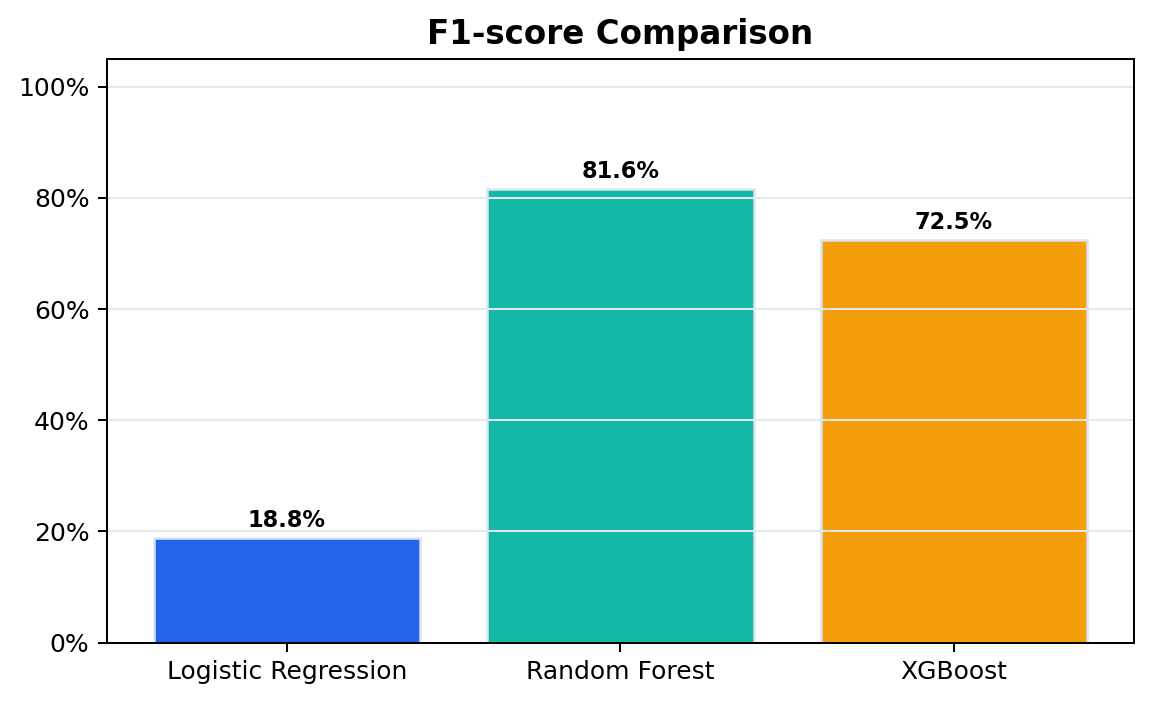 F1-score Comparison
100%
80%
60%
40%
20%
0%
18.8%
81.6%
72.5%
Logistic Regression
Random Forest
XGBoost